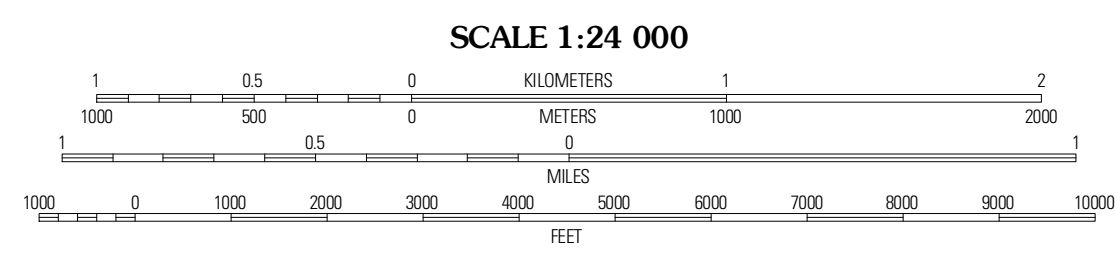 SCALE 1:24 000
1 0.5 0 KILOMETERS 1 2
1000 500 0 METERS 1000 2000
1 0.5 0 1
MILES
1000 0 1000 2000 3000 4000 5000 6000 7000 8000 9000 10000
FEET